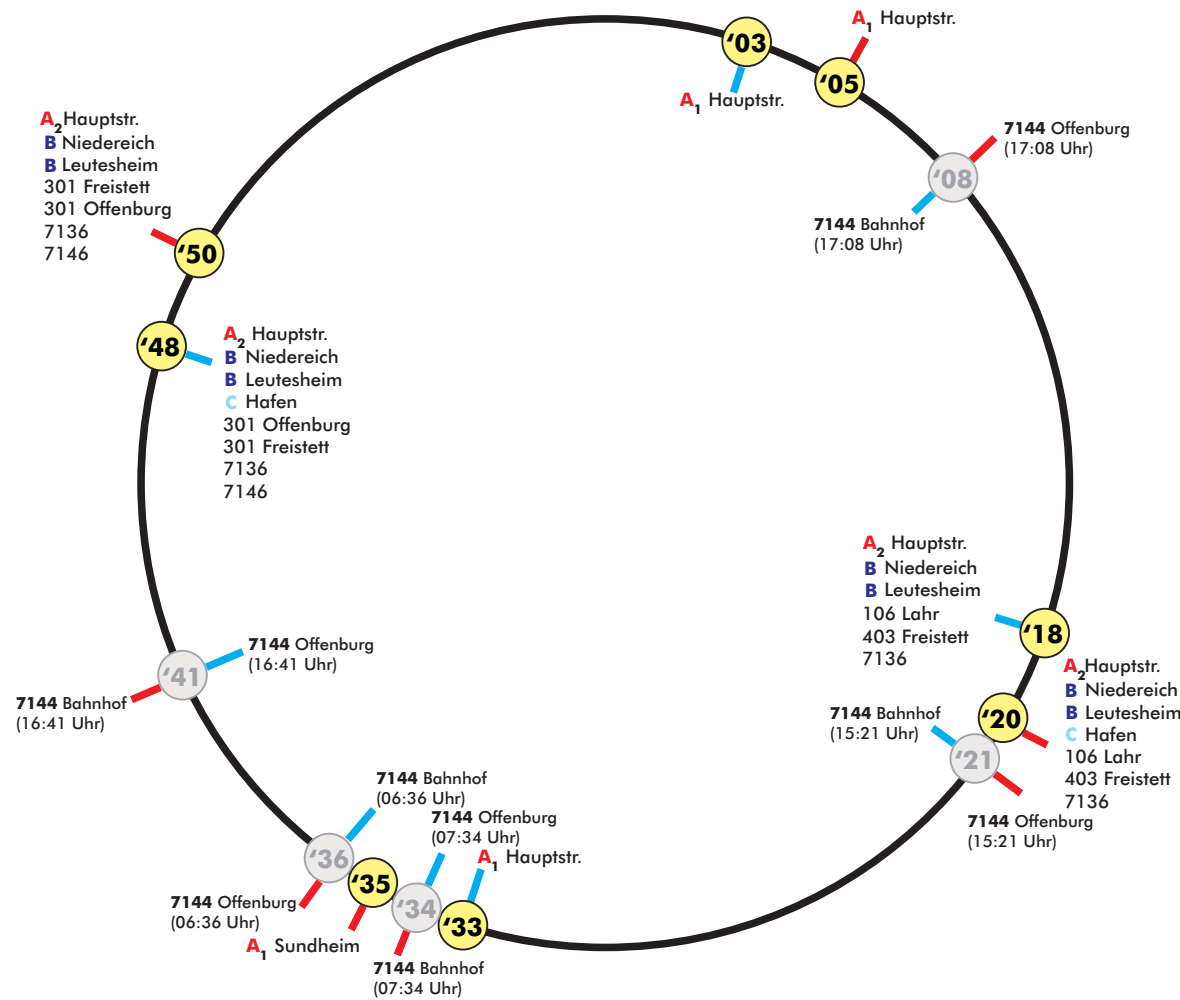 ‘03
A1 Hauptstr.
‘05
A1 Hauptstr.
‘08
7144 Offenburg
(17:08 Uhr)
7144 Bahnhof
(17:08 Uhr)
‘18
A2 Hauptstr.
B Niedereich
B Leutesheim
106 Lahr
403 Freistett
7136
‘20
A2 Hauptstr.
B Niedereich
B Leutesheim
C Hafen
106 Lahr
403 Freistett
7136
‘21
7144 Bahnhof
(15:21 Uhr)
7144 Offenburg
(15:21 Uhr)
‘33
A1 Hauptstr.
‘34
7144 Offenburg
(07:34 Uhr)
7144 Bahnhof
(07:34 Uhr)
‘35
A1 Sundheim
‘36
7144 Bahnhof
(06:36 Uhr)
7144 Offenburg
(06:36 Uhr)
‘41
7144 Offenburg
(16:41 Uhr)
7144 Bahnhof
(16:41 Uhr)
‘48
A2 Hauptstr.
B Niedereich
B Leutesheim
C Hafen
301 Offenburg
301 Freistett
7136
7146
‘50
A2 Hauptstr.
B Niedereich
B Leutesheim
301 Freistett
301 Offenburg
7136
7146